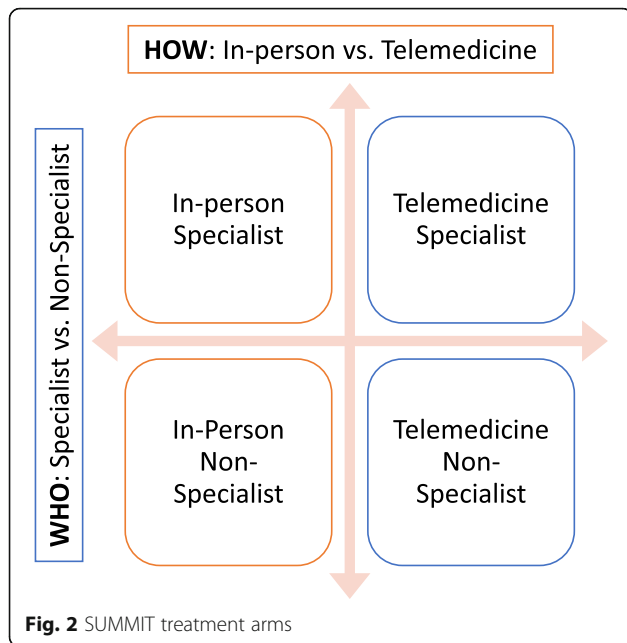 HOW: In-person vs. Telemedicine
WHO: Specialist vs. Non-Specialist
In-person
Specialist
Telemedicine
Specialist
In-Person
Non-
Specialist
Telemedicine
Non-
Specialist
Fig. 2 SUMMIT treatment arms